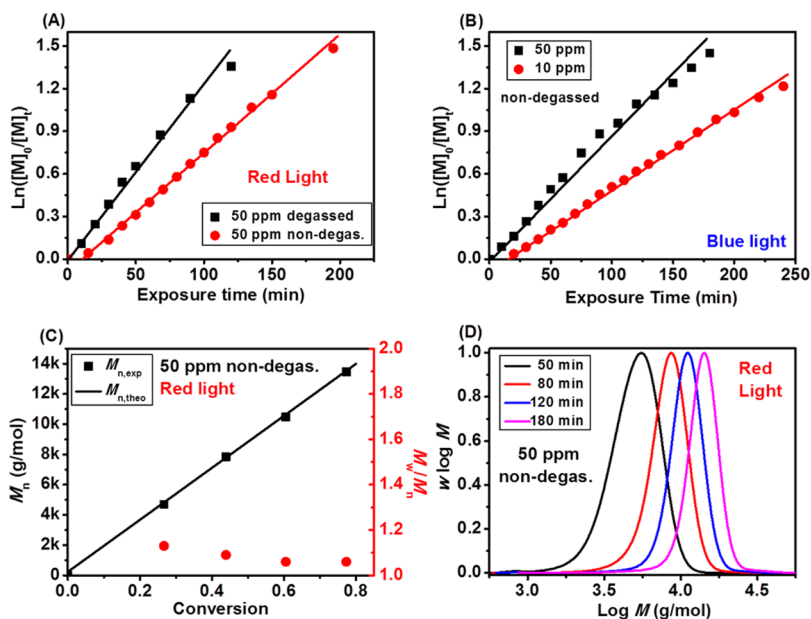 (A)
Ln([M]0/[M]t)
1.5
1.2
0.9
0.6
0.3
0.0
Red Light
50 ppm degassed
50 ppm non-degas.
0
50
100
150
200
Exposure time (min)
(B)
Ln([M]0/[M]t)
1.5
1.2
0.9
0.6
0.3
0.0
50 ppm
10 ppm
non-degassed
Blue light
0
50
100
150
200
250
Exposure Time (min)
(C)
Mn (g/mol)
14k
12k
10k
8k
6k
4k
2k
0
Mn,exp
Mn,theo
50 ppm non-degas.
Red light
2.0
1.8
1.6
1.4
1.2
1.0
Mw/Mn
0.0
0.2
0.4
0.6
0.8
1.0
Conversion
(D)
w log M
1.0
0.8
0.6
0.4
0.2
0.0
50 min
80 min
120 min
180 min
Red
Light
50 ppm
non-degas.
3.0
3.5
4.0
4.5
Log M (g/mol)